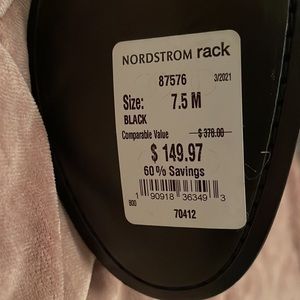 NORDSTROM rack
87576 3/2021
Size: 7.5 M
BLACK
Comparable Value $ 378.00
$ 149.97
60% Savings
1 90918 36349 3
800
70412